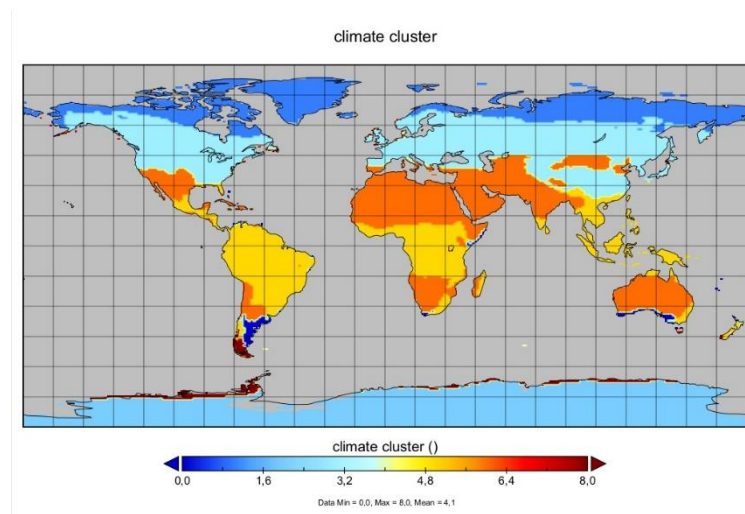 climate cluster
climate cluster ()
0,0 1,6 3,2 4,8 6,4 8,0
Data Min = 0,0, Max = 8,0, Mean = 4,1